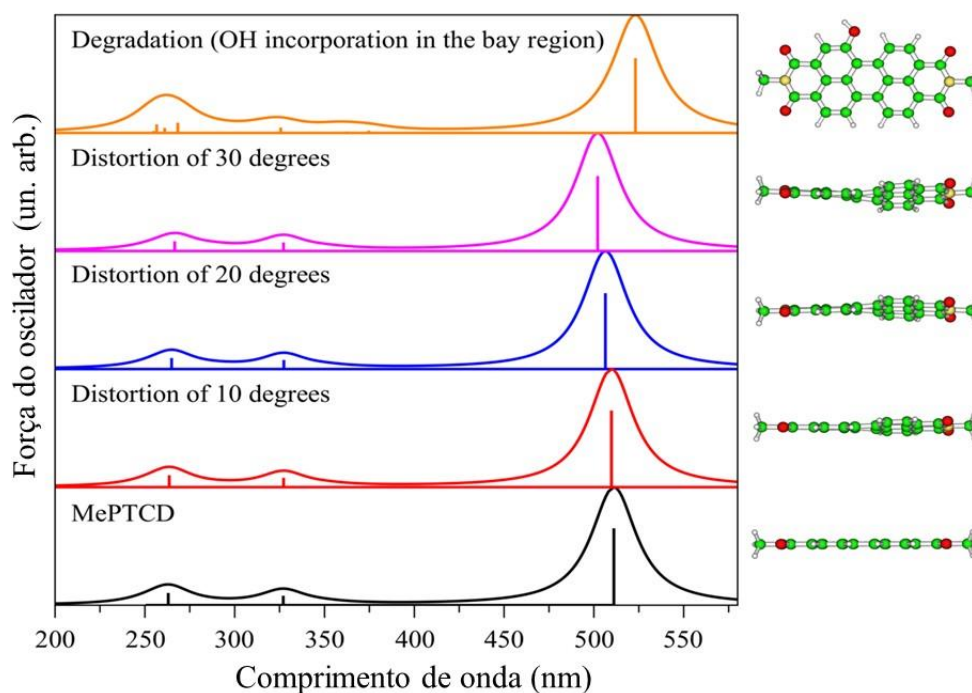 Degradation (OH incorporation in the bay region)
Distortion of 30 degrees
Distortion of 20 degrees
Distortion of 10 degrees
MePTCD
Força do oscilador (un. arb.)
200 250 300 350 400 450 500 550
Comprimento de onda (nm)